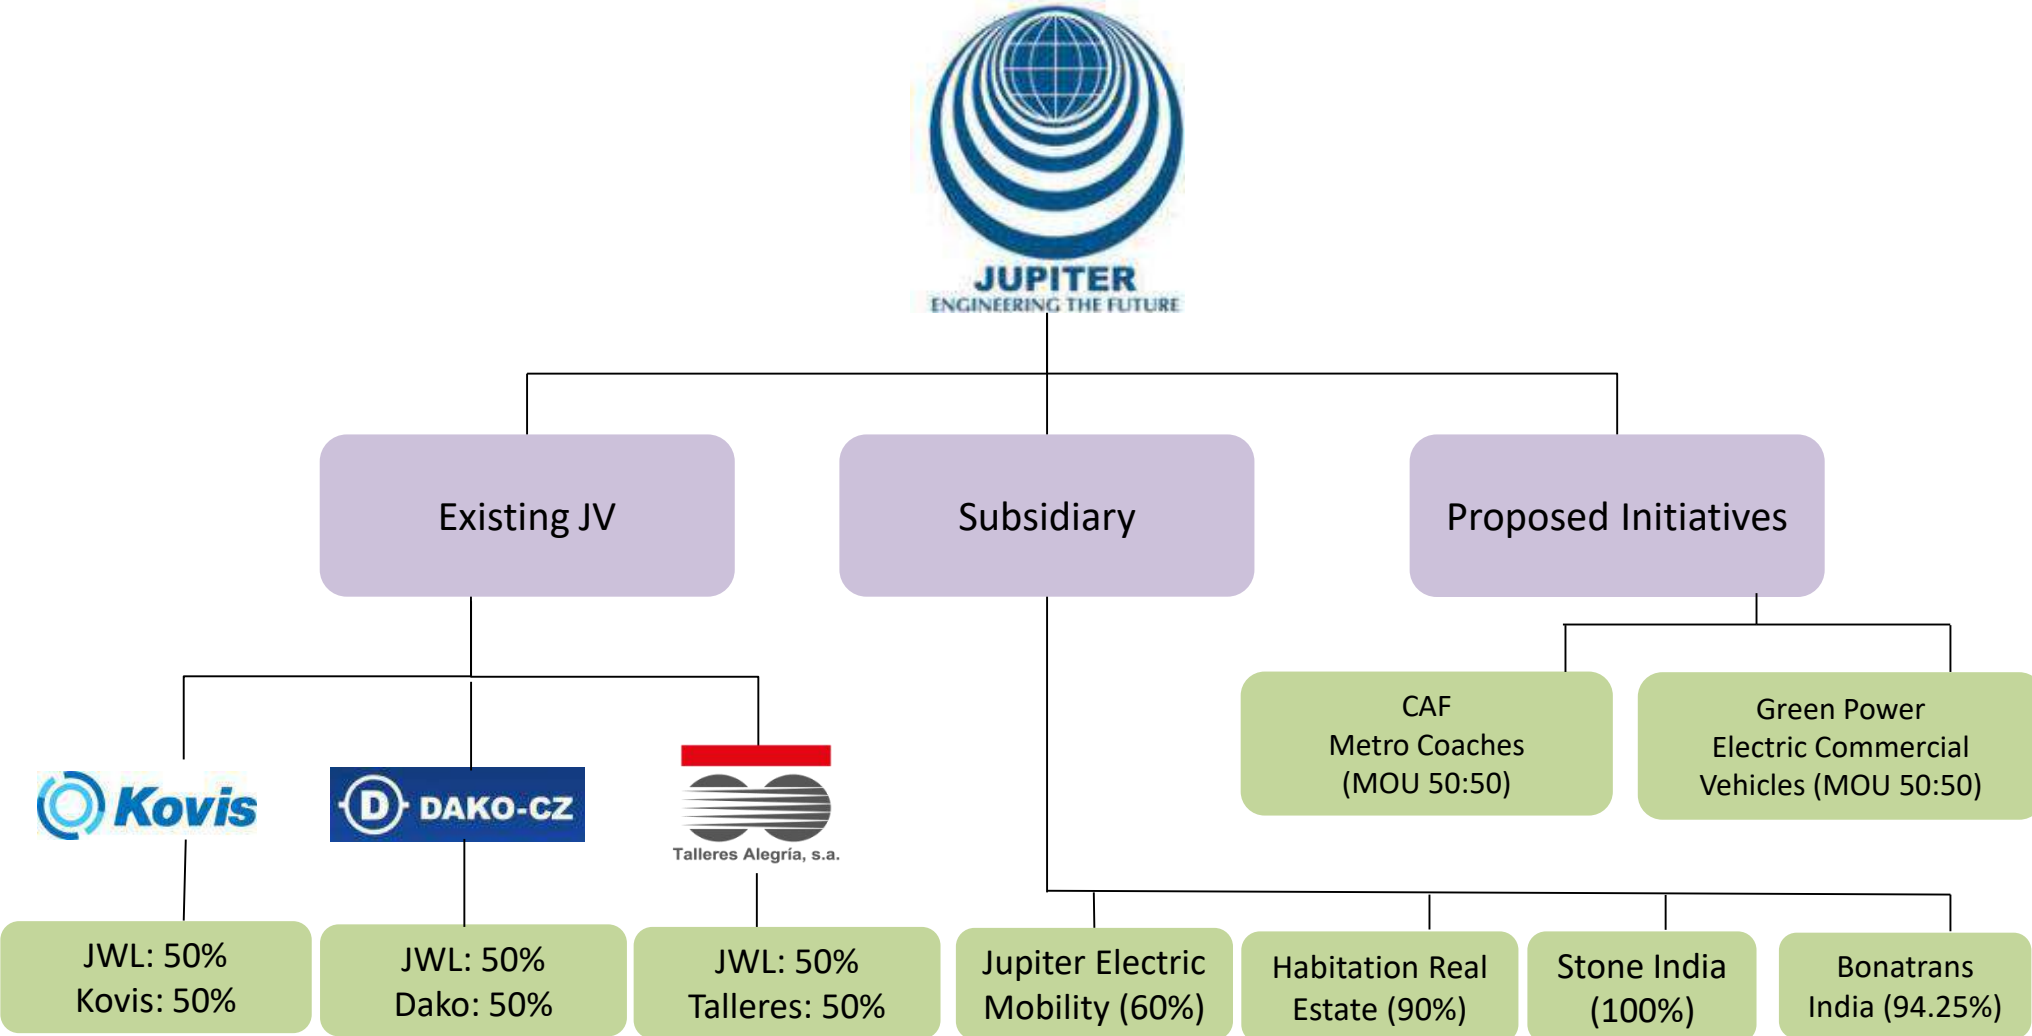 JUPITER
ENGINEERING THE FUTURE
Existing JV
Subsidiary
Proposed Initiatives
CAF
Metro Coaches
(MOU 50:50)
Green Power
Electric Commercial
Vehicles (MOU 50:50)
Kovis
D DAKO-CZ
Talleres Alegría, s.a.
JWL: 50%
Kovis: 50%
JWL: 50%
Dako: 50%
JWL: 50%
Talleres: 50%
Jupiter Electric
Mobility (60%)
Habitation Real
Estate (90%)
Stone India
(100%)
Bonatrans
India (94.25%)